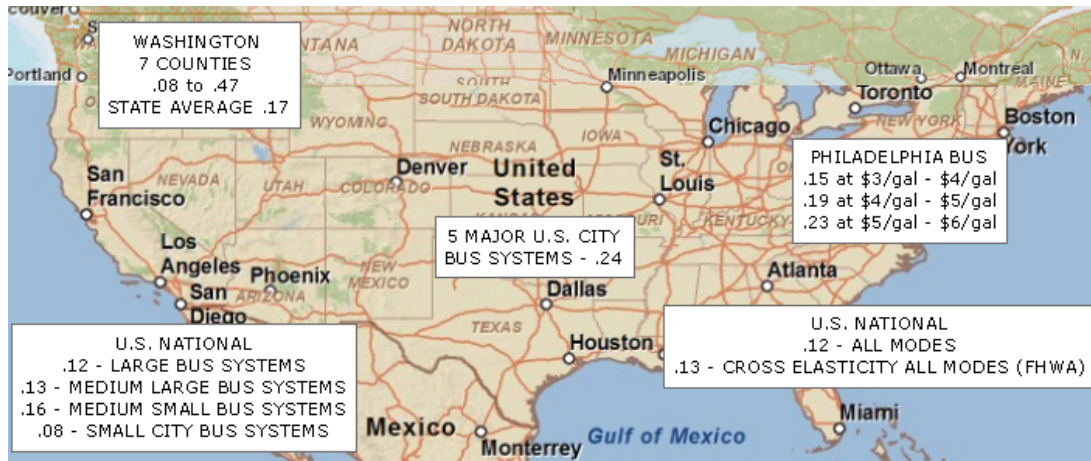 couver
NORTH
DAKOTA
MINNESOTA
WASHINGTON
7 COUNTIES
.08 to .47
STATE AVERAGE .17
NTANA
MICHIGAN
Ottawa
Montréal
MAINE
Portland
Minneapolis
Toronto
SOUTH
SOUTH DAKOTA
WYOMING
IOWA
Chicago
NEW YORK
Boston
York
NEBRASKA
San
Francisco
NEVADA
UTAH
Denver
COLORADO
United
States
St.
Louis
KENTUCKY
PHILADELPHIA BUS
.15 at $3/gal - $4/gal
.19 at $4/gal - $5/gal
.23 at $5/gal - $6/gal
5 MAJOR U.S. CITY
BUS SYSTEMS - .24
Los
Angeles
Phoenix
ARIZONA
NEW
MEXICO
San
Diego
Dallas
TEXAS
Atlanta
Houston
U.S. NATIONAL
.12 - LARGE BUS SYSTEMS
.13 - MEDIUM LARGE BUS SYSTEMS
.16 - MEDIUM SMALL BUS SYSTEMS
.08 - SMALL CITY BUS SYSTEMS
U.S. NATIONAL
.12 - ALL MODES
.13 - CROSS ELASTICITY ALL MODES (FHWA)
Mexico
Monterrey
Gulf of Mexico
Miami